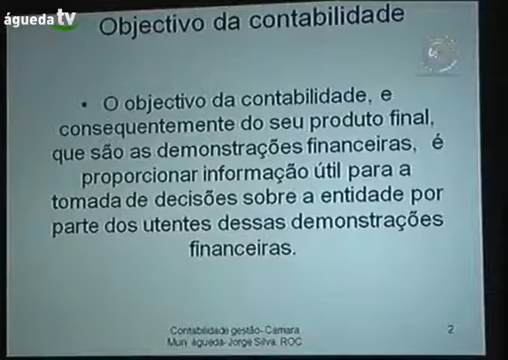 águeda tv
Objectivo da contabilidade
• O objectivo da contabilidade, e
consequentemente do seu produto final,
que são as demonstrações financeiras, é
proporcionar informação útil para a
tomada de decisões sobre a entidade por
parte dos utentes dessas demonstrações
financeiras.
Contabilidade gestão- Camara
Mun águeda- Jorge Silva. ROC
2